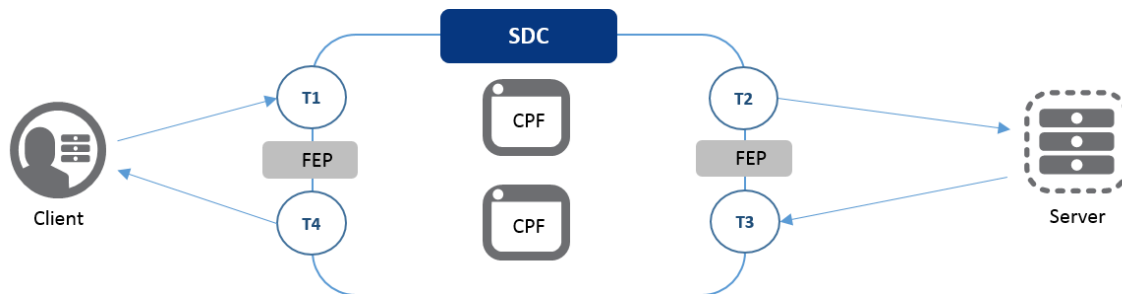 SDC
T1
T2
CPF
FEP
FEP
Client
T4
CPF
T3
Server